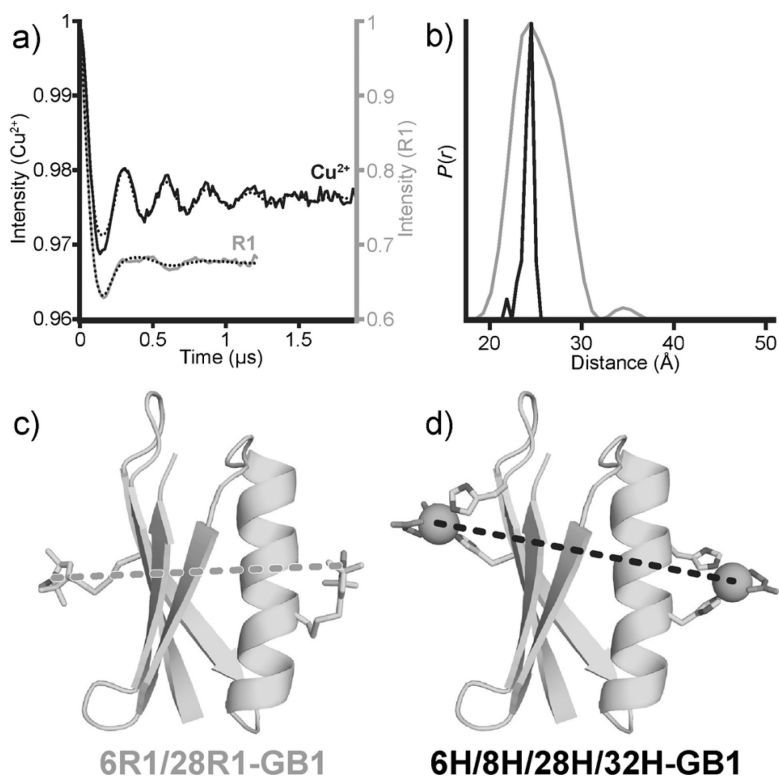 a)
Intensity (Cu²⁺)
1
0.99
0.98
0.97
0.96
0
0.5
1
1.5
Time (µs)
Cu²⁺
R1
1
0.9
0.8
0.7
0.6
Intensity (R1)
b)
P(r)
20
30
40
50
Distance (Å)
c)
6R1/28R1-GB1
d)
6H/8H/28H/32H-GB1